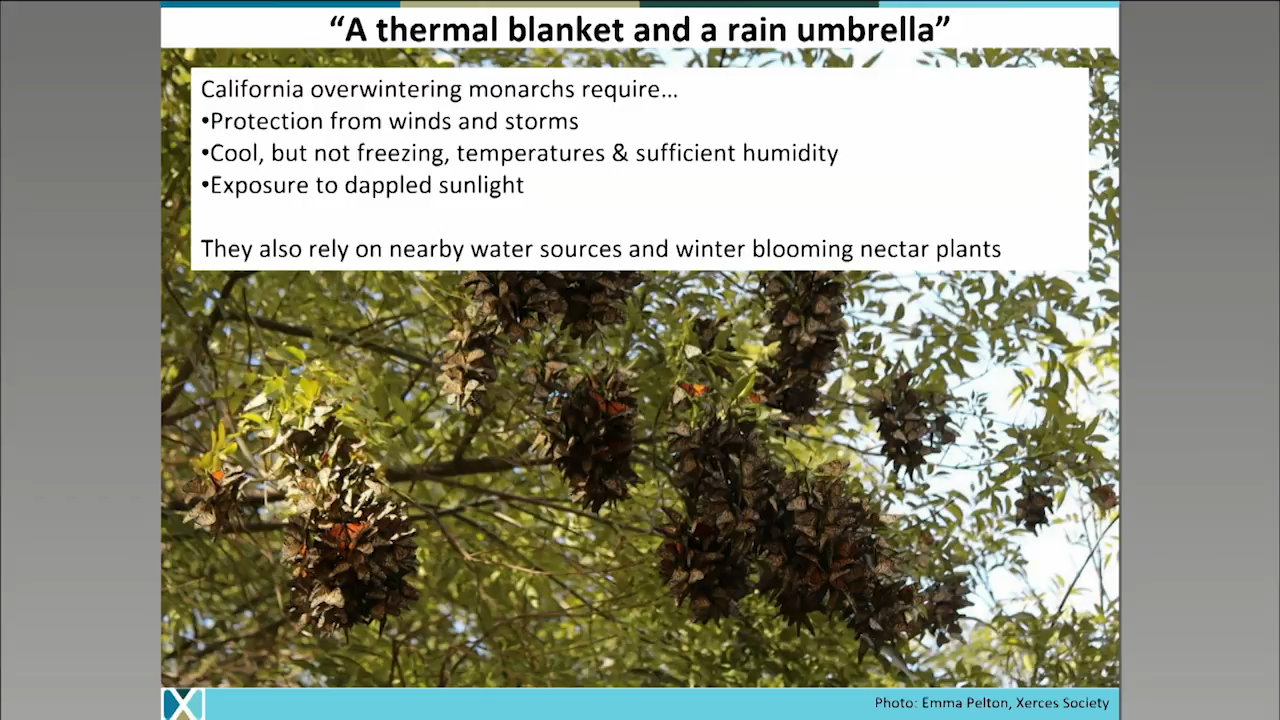 “A thermal blanket and a rain umbrella”
California overwintering monarchs require…
•Protection from winds and storms
•Cool, but not freezing, temperatures & sufficient humidity
•Exposure to dappled sunlight
They also rely on nearby water sources and winter blooming nectar plants
X
Photo: Emma Pelton, Xerces Society